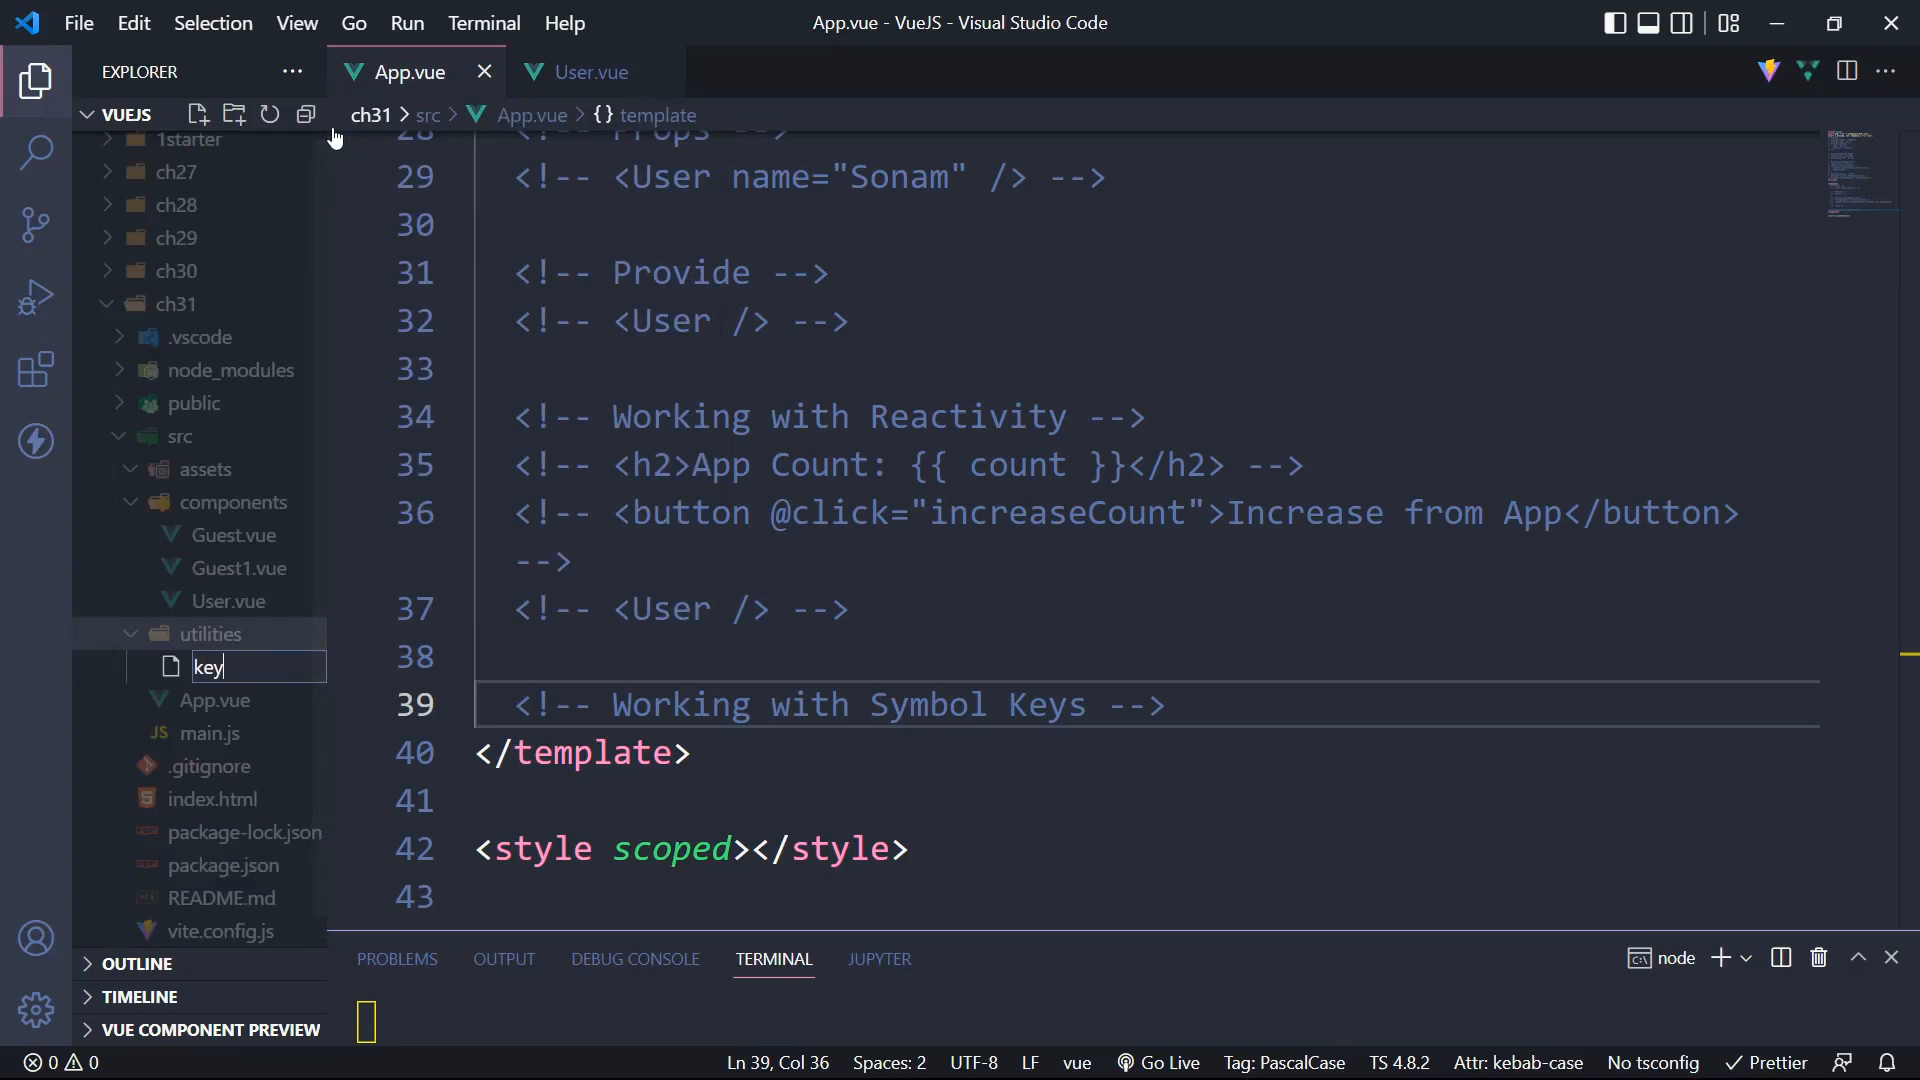 File Edit Selection View Go Run Terminal Help App.vue - VueJS - Visual Studio Code
EXPLORER
App.vue
User.vue
VUEJS
ch31 > src > App.vue > {} template
1starter
ch27
ch28
ch29
ch30
ch31
.vscode
node_modules
public
src
assets
components
Guest.vue
Guest1.vue
User.vue
utilities
key
App.vue
JS main.js
.gitignore
index.html
package-lock.json
package.json
README.md
vite.config.js
OUTLINE
TIMELINE
VUE COMPONENT PREVIEW
28 <!-- Props -->
29 <!-- <User name="Sonam" /> -->
30
31 <!-- Provide -->
32 <!-- <User /> -->
33
34 <!-- Working with Reactivity -->
35 <!-- <h2>App Count: {{ count }}</h2> -->
36 <!-- <button @click="increaseCount">Increase from App</button>
-->
37 <!-- <User /> -->
38
39 <!-- Working with Symbol Keys -->
40 </template>
41
42 <style scoped></style>
43
PROBLEMS OUTPUT DEBUG CONSOLE TERMINAL JUPYTER
node
0 0 Ln 39, Col 36 Spaces: 2 UTF-8 LF vue Go Live Tag: PascalCase TS 4.8.2 Attr: kebab-case No tsconfig Prettier